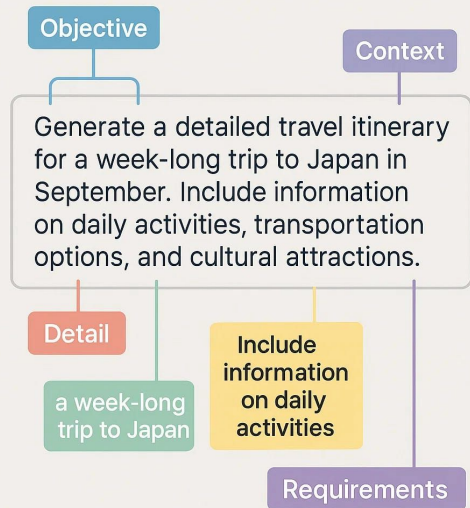 Objective
Context
Generate a detailed travel itinerary
for a week-long trip to Japan in
September. Include information
on daily activities, transportation
options, and cultural attractions.
Detail
a week-long
trip to Japan
Include
information
on daily
activities
Requirements